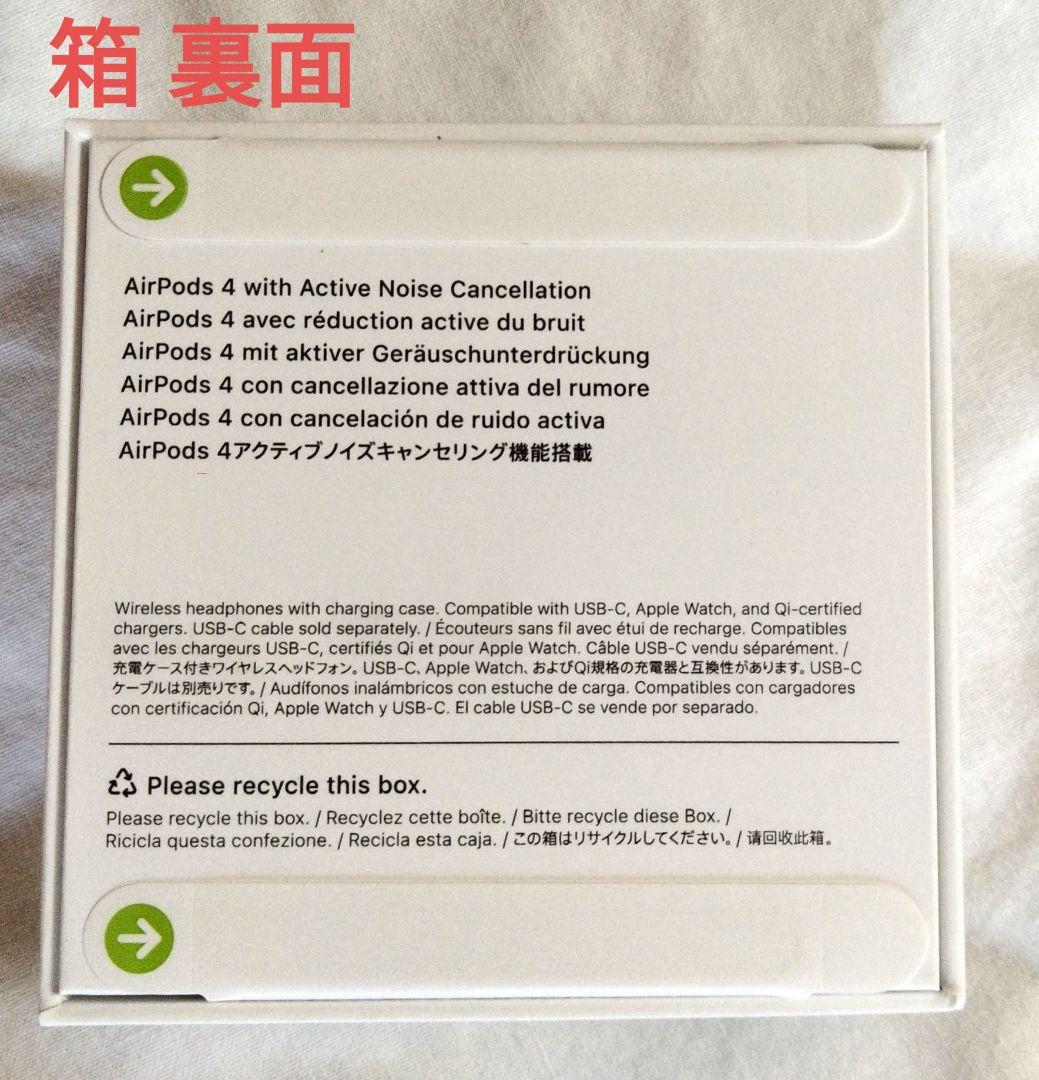 箱 裏面
AirPods 4 with Active Noise Cancellation
AirPods 4 avec réduction active du bruit
AirPods 4 mit aktiver Geräuschunterdrückung
AirPods 4 con cancellazione attiva del rumore
AirPods 4 con cancelación de ruido activa
AirPods 4アクティブノイズキャンセリング機能搭載
Wireless headphones with charging case. Compatible with USB-C, Apple Watch, and Qi-certified
chargers. USB-C cable sold separately. / Écouteurs sans fil avec étui de recharge. Compatibles
avec les chargeurs USB-C, certifiés Qi et pour Apple Watch. Câble USB-C vendu séparément. /
充電ケース付きワイヤレスヘッドフォン。USB-C、Apple Watch、およびQi規格の充電器と互換性があります。USB-C
ケーブルは別売りです。/ Audífonos inalámbricos con estuche de carga. Compatibles con cargadores
con certificación Qi, Apple Watch y USB-C. El cable USB-C se vende por separado.
Please recycle this box.
Please recycle this box. / Recyclez cette boîte. / Bitte recycle diese Box. /
Ricicla questa confezione. / Recicla esta caja. / この箱はリサイクルしてください。/ 请回收此箱。